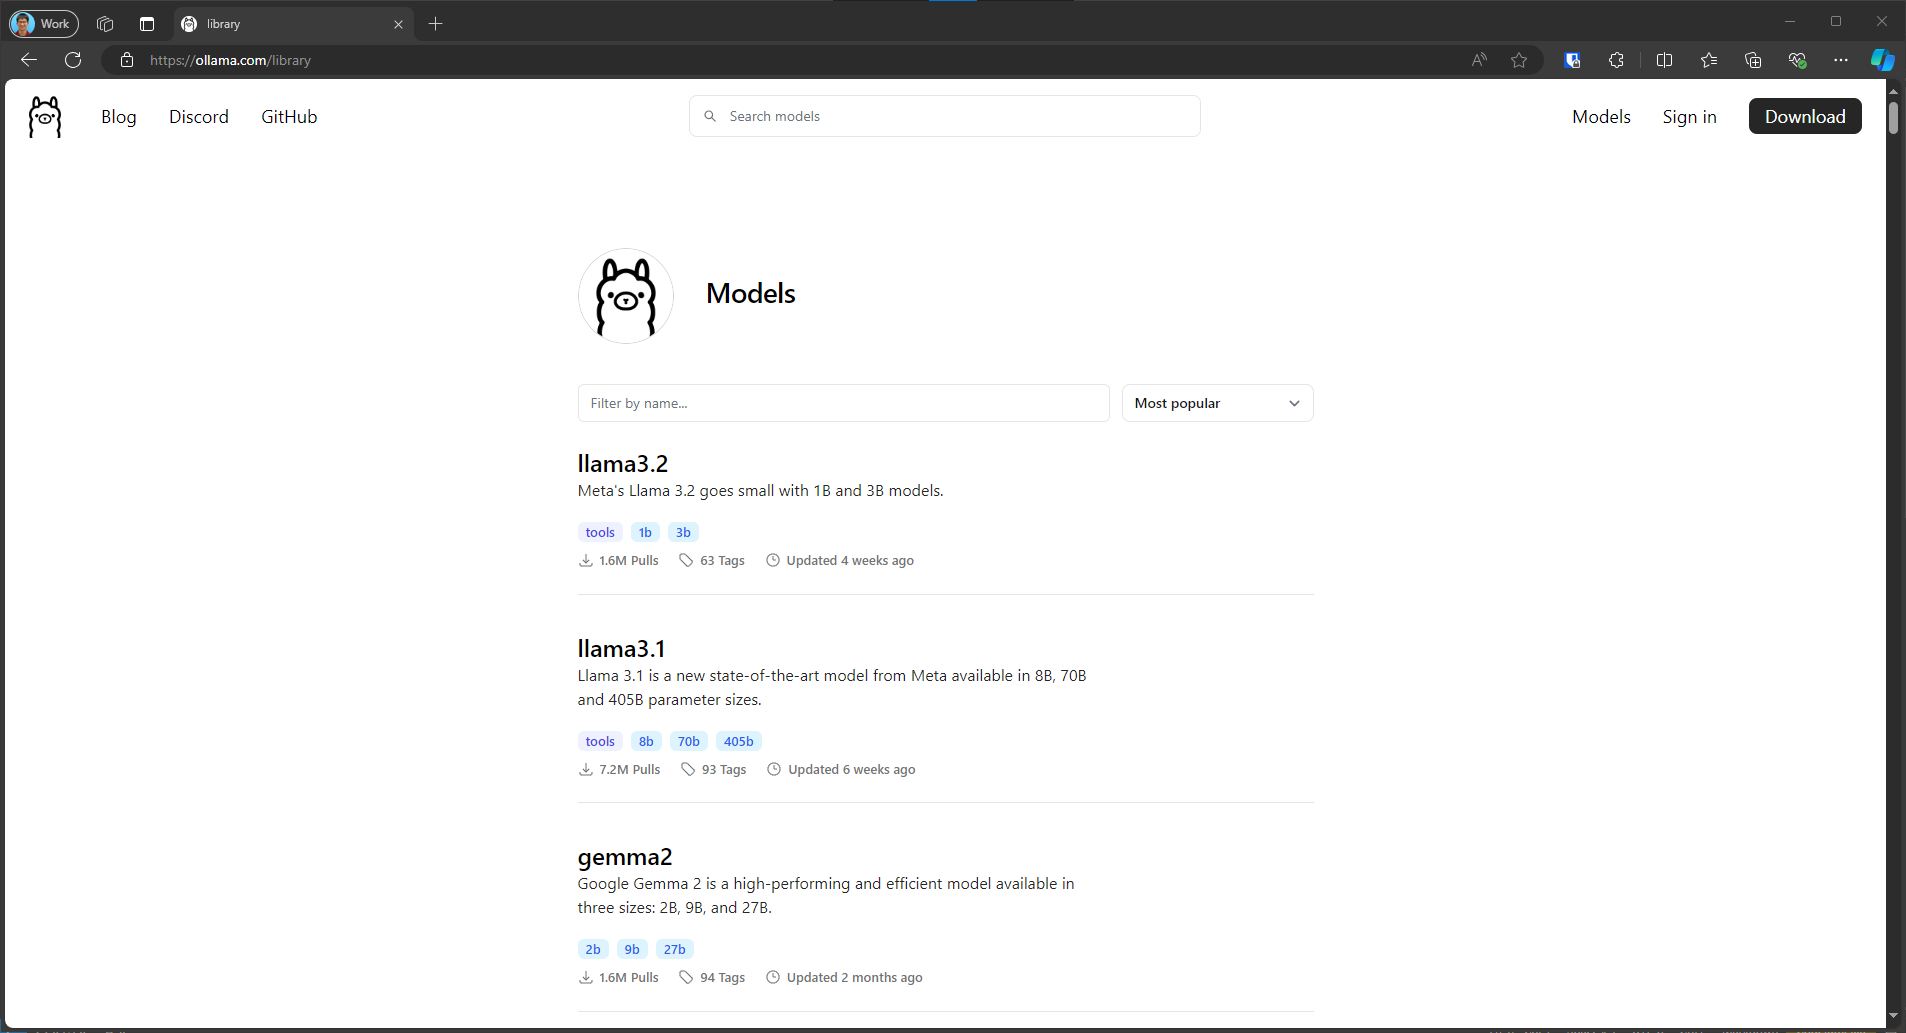 Work
library
https://ollama.com/library
Blog Discord GitHub
Search models
Models Sign in Download
Models
Filter by name...
Most popular
llama3.2
Meta's Llama 3.2 goes small with 1B and 3B models.
tools 1b 3b
1.6M Pulls 63 Tags Updated 4 weeks ago
llama3.1
Llama 3.1 is a new state-of-the-art model from Meta available in 8B, 70B
and 405B parameter sizes.
tools 8b 70b 405b
7.2M Pulls 93 Tags Updated 6 weeks ago
gemma2
Google Gemma 2 is a high-performing and efficient model available in
three sizes: 2B, 9B, and 27B.
2b 9b 27b
1.6M Pulls 94 Tags Updated 2 months ago